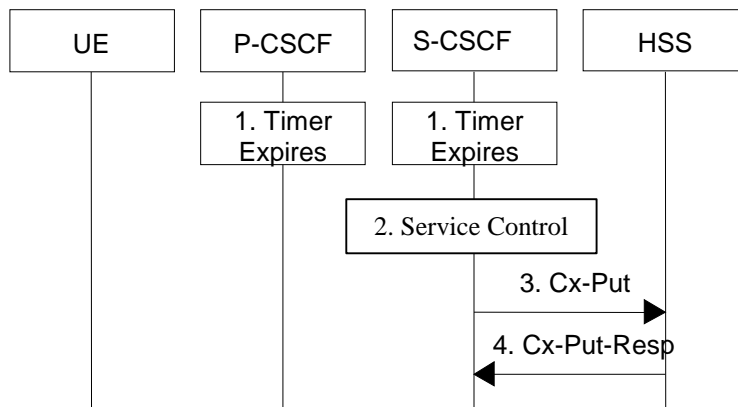 UE
P-CSCF
S-CSCF
HSS
1. Timer
Expires
1. Timer
Expires
2. Service Control
3. Cx-Put
4. Cx-Put-Resp